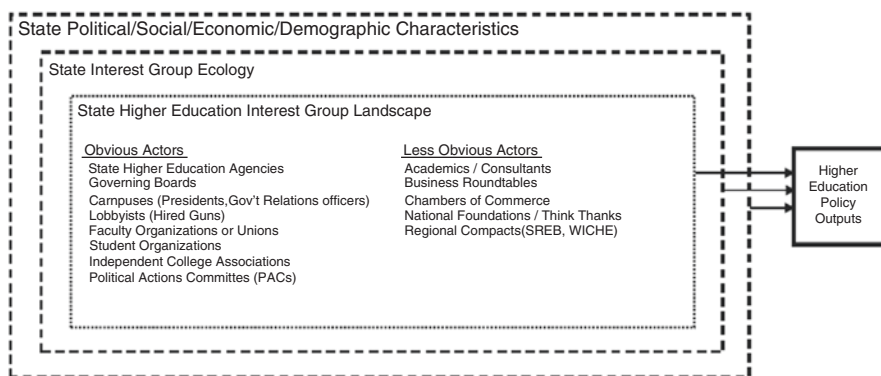 State Political/Social/Economic/Demographic Characteristics
State Interest Group Ecology
State Higher Education Interest Group Landscape
Obvious Actors
State Higher Education Agencies
Governing Boards
Carnpuses (Presidents,Gov't Relations officers)
Lobbyists (Hired Guns)
Faculty Organizations or Unions
Student Organizations
Independent College Associations
Political Actions Committes (PACs)
Less Obvious Actors
Academics / Consultants
Business Roundtables
Chambers of Commerce
National Foundations / Think Thanks
Regional Compacts(SREB, WICHE)
Higher
Education
Policy
Outputs